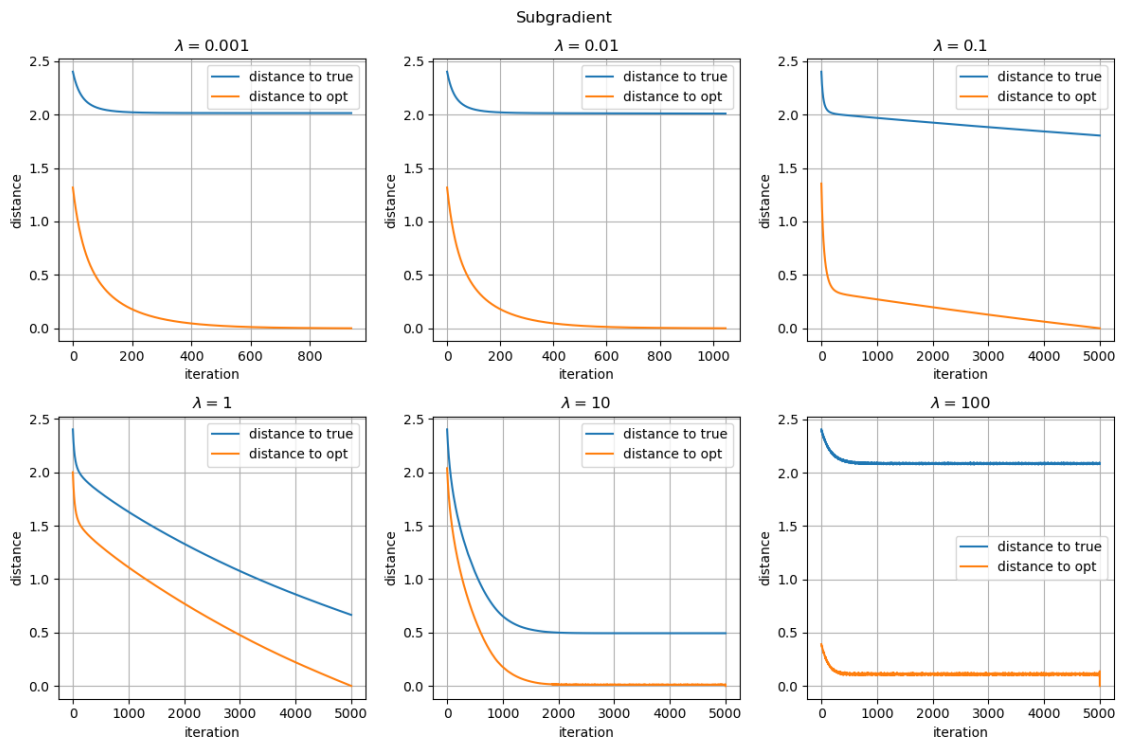 Subgradient
λ = 0.001
2.5
2.0
1.5
1.0
0.5
0.0
distance
distance to true
distance to opt
0 200 400 600 800
iteration
λ = 0.01
2.5
2.0
1.5
1.0
0.5
0.0
distance
distance to true
distance to opt
0 200 400 600 800 1000
iteration
λ = 0.1
2.5
2.0
1.5
1.0
0.5
0.0
distance
distance to true
distance to opt
0 1000 2000 3000 4000 5000
iteration
λ = 1
2.5
2.0
1.5
1.0
0.5
0.0
distance
distance to true
distance to opt
0 1000 2000 3000 4000 5000
iteration
λ = 10
2.5
2.0
1.5
1.0
0.5
0.0
distance
distance to true
distance to opt
0 1000 2000 3000 4000 5000
iteration
λ = 100
2.5
2.0
1.5
1.0
0.5
0.0
distance
distance to true
distance to opt
0 1000 2000 3000 4000 5000
iteration